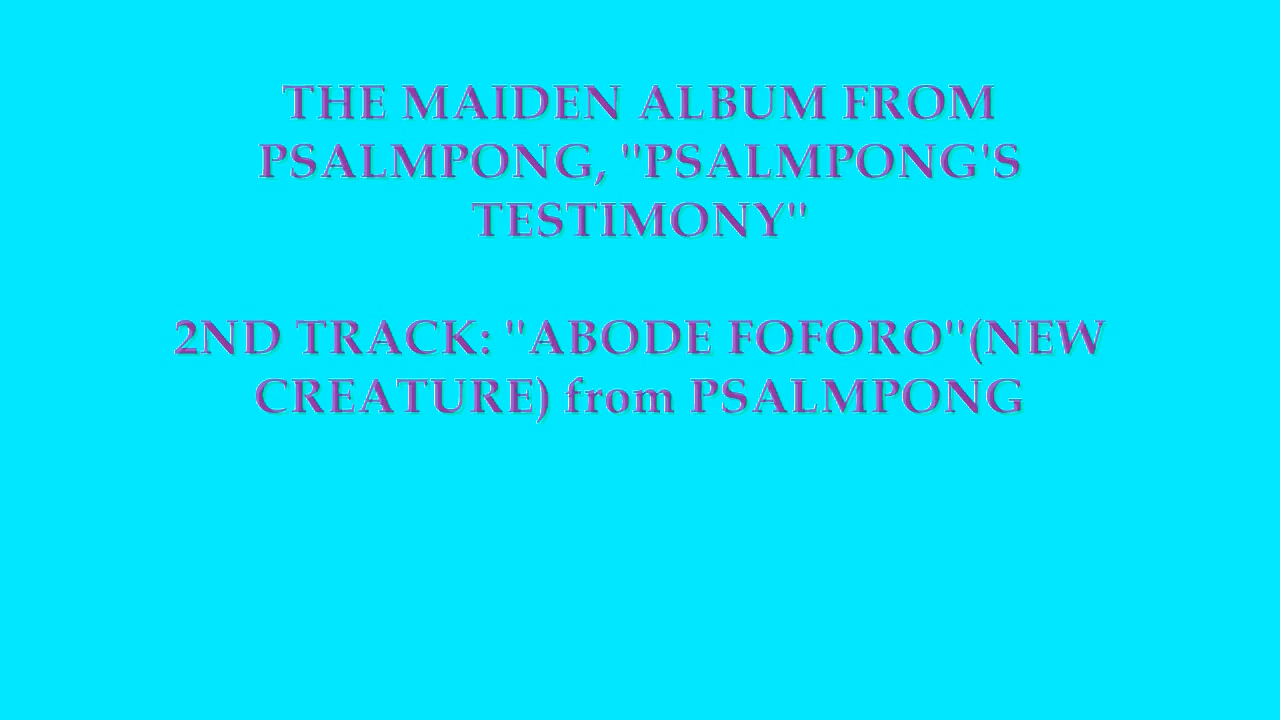 THE MAIDEN ALBUM FROM
PSALMPONG, "PSALMPONG'S
TESTIMONY"
2ND TRACK: "ABODE FOFORO"(NEW
CREATURE) from PSALMPONG